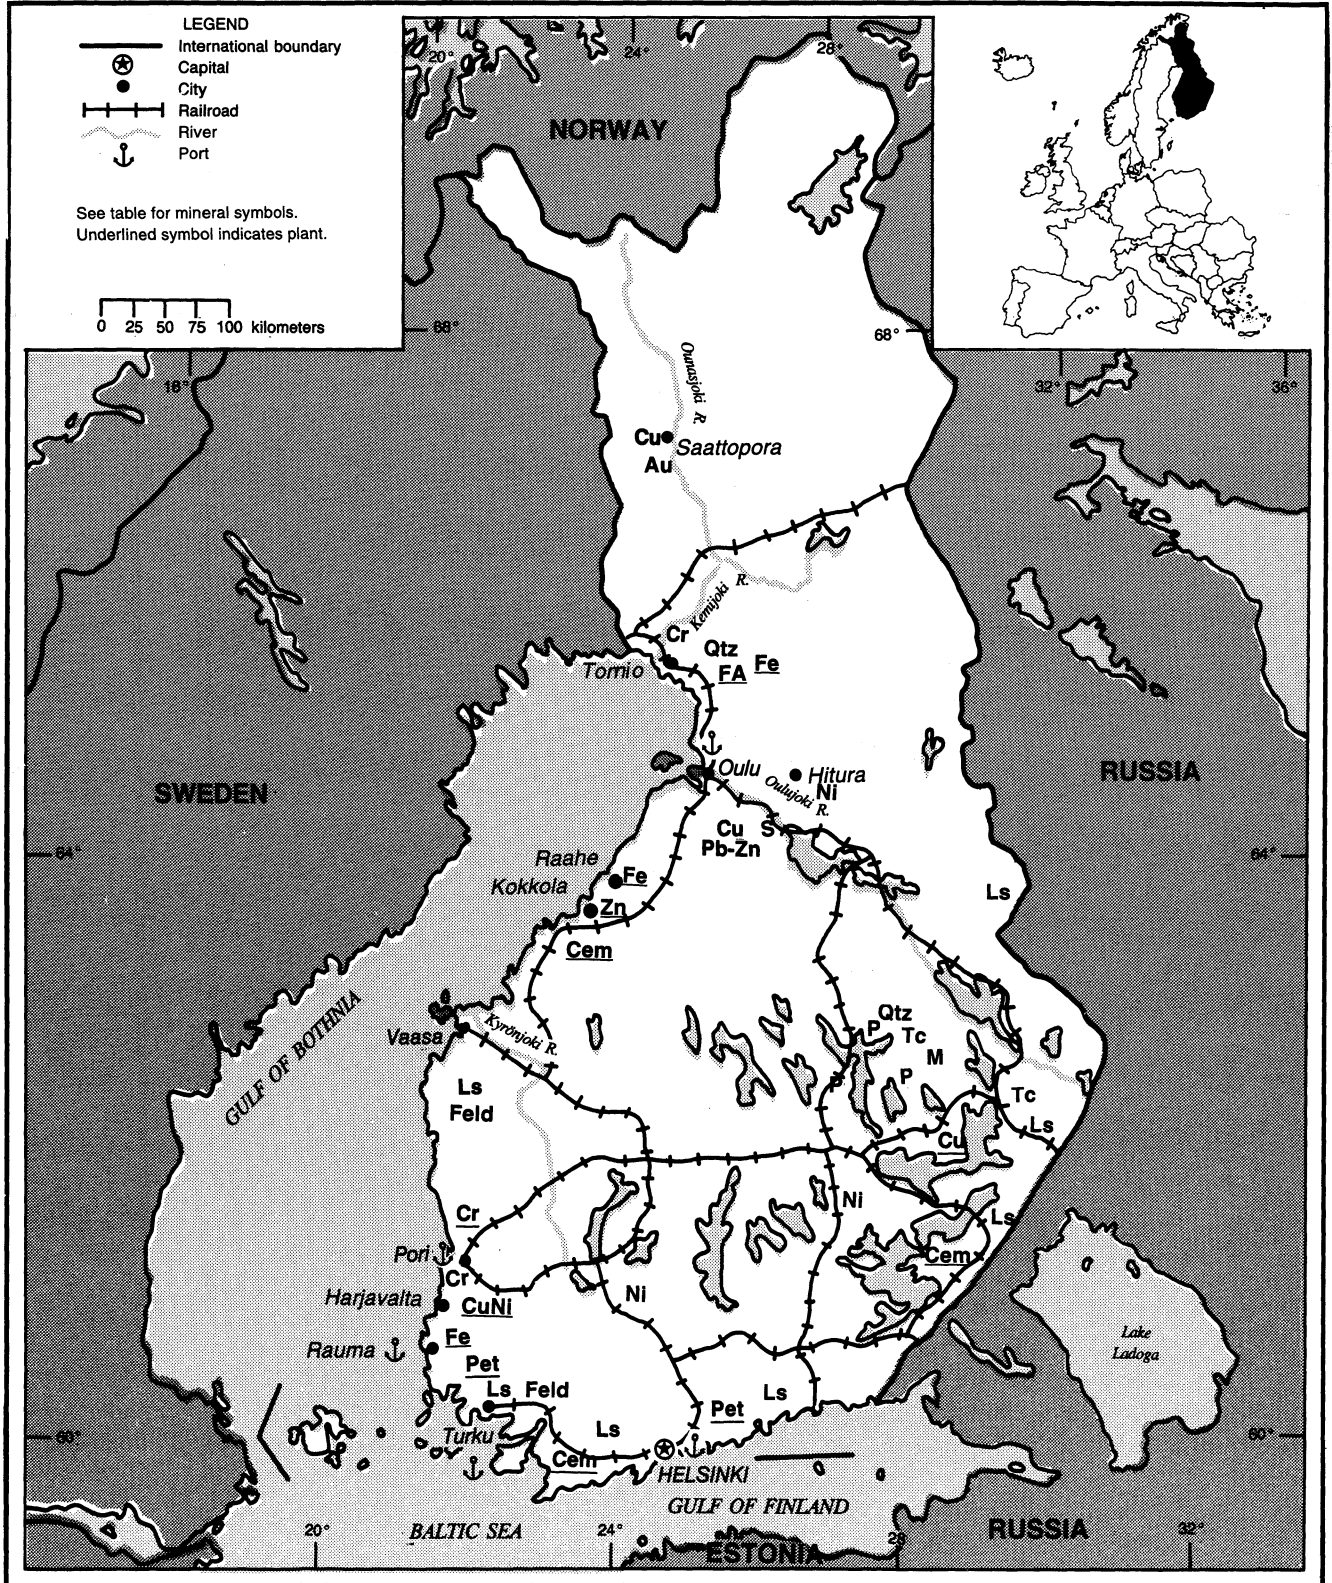 LEGEND
International boundary
Capital
City
Railroad
River
Port
See table for mineral symbols.
Underlined symbol indicates plant.
0 25 50 75 100 kilometers
20° 24° 28°
NORWAY
68° 68°
18° 32° 36°
Ounasjoki R.
Cu
Saattopora
Au
Kemijoki R.
Cr
Qtz
Fe
Tornio
FA
Oulu
Hitura
Ni
Oulujoki R.
SWEDEN
RUSSIA
Cu S
Pb-Zn
64° 64°
Raahe
Fe
Kokkola
Zn
Ls
Cem
GULF OF BOTHNIA
Vaasa
Kyrönjoki R.
Qtz
P Tc
M
P
P
Ls
Feld
Tc
Ls
Cu
Cr
Ni
Ls
Pori
Cem
Cr
Ni
Harjavalta
CuNi
Rauma
Fe
Pet
Lake
Ladoga
Ls Feld
Ls
Pet
Turku
Ls
Cem
60° 60°
HELSINKI
GULF OF FINLAND
BALTIC SEA
RUSSIA
20° 24° 28 32°
ESTONIA